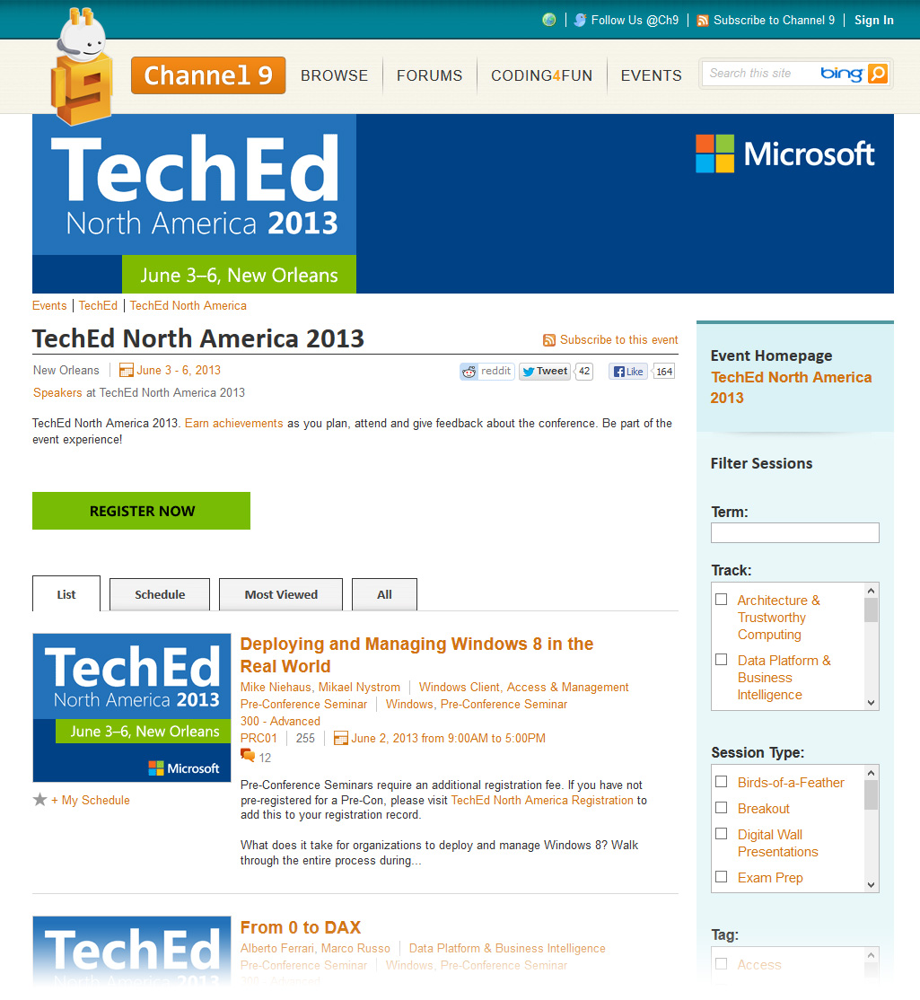 Follow Us @Ch9
Subscribe to Channel 9
Sign In
9
Channel 9
BROWSE
FORUMS
CODING4FUN
EVENTS
Search this site
bing
TechEd
North America 2013
June 3–6, New Orleans
Microsoft
Events | TechEd | TechEd North America
TechEd North America 2013
Subscribe to this event
New Orleans
June 3 - 6, 2013
reddit
Tweet
42
Like
164
Speakers at TechEd North America 2013
TechEd North America 2013. Earn achievements as you plan, attend and give feedback about the conference. Be part of the
event experience!
REGISTER NOW
List
Schedule
Most Viewed
All
TechEd
North America 2013
June 3–6, New Orleans
Microsoft
+ My Schedule
Deploying and Managing Windows 8 in the
Real World
Mike Niehaus, Mikael Nystrom | Windows Client, Access & Management
Pre-Conference Seminar | Windows, Pre-Conference Seminar
300 - Advanced
PRC01 | 255 | June 2, 2013 from 9:00AM to 5:00PM
12
Pre-Conference Seminars require an additional registration fee. If you have not
pre-registered for a Pre-Con, please visit TechEd North America Registration to
add this to your registration record.
What does it take for organizations to deploy and manage Windows 8? Walk
through the entire process during...
TechEd
North America 2013
From 0 to DAX
Alberto Ferrari, Marco Russo | Data Platform & Business Intelligence
Pre-Conference Seminar | Windows, Pre-Conference Seminar
300 - Advanced
Event Homepage
TechEd North America
2013
Filter Sessions
Term:
Track:
Architecture &
Trustworthy
Computing
Data Platform &
Business
Intelligence
Session Type:
Birds-of-a-Feather
Breakout
Digital Wall
Presentations
Exam Prep
Tag:
Access